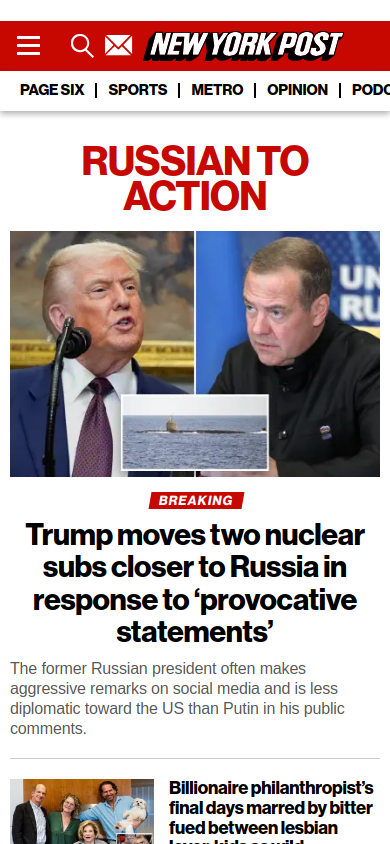 NEW YORK POST
PAGE SIX
SPORTS
METRO
OPINION
PODC
RUSSIAN TO
ACTION
UN
RU
BREAKING
Trump moves two nuclear
subs closer to Russia in
response to ‘provocative
statements’
The former Russian president often makes
aggressive remarks on social media and is less
diplomatic toward the US than Putin in his public
comments.
Billionaire philanthropist’s
final days marred by bitter
fued between lesbian